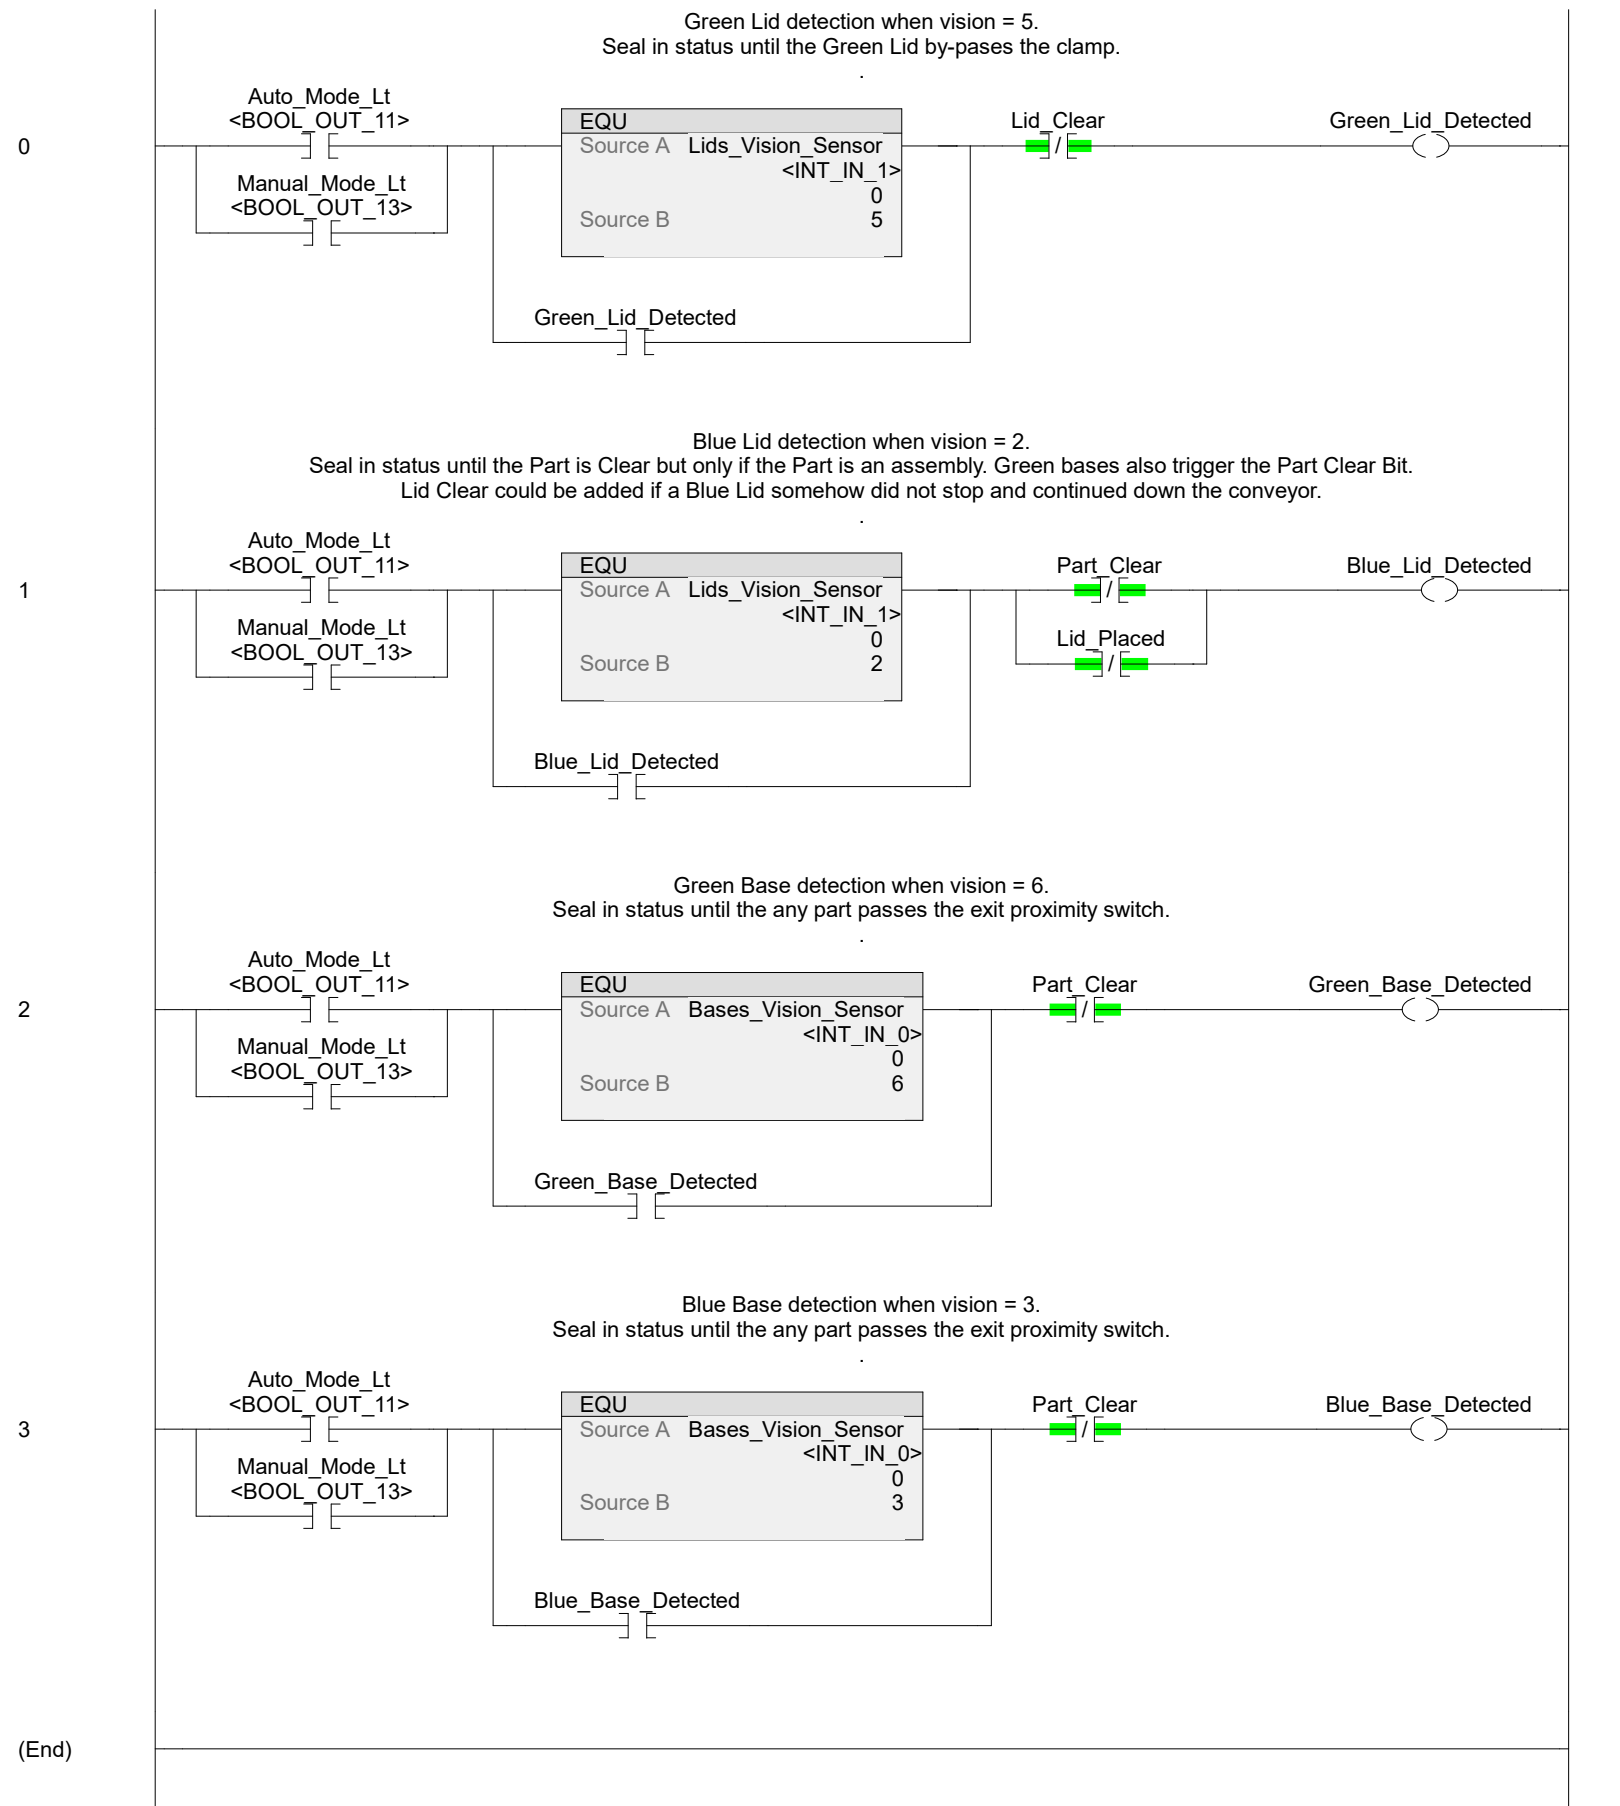 Green Lid detection when vision = 5.
Seal in status until the Green Lid by-pases the clamp.
.
0
Auto_Mode_Lt
<BOOL_OUT_11>
Manual_Mode_Lt
<BOOL_OUT_13>
EQU
Source A Lids_Vision_Sensor
<INT_IN_1>
0
Source B 5
Green_Lid_Detected
Lid_Clear
/
Green_Lid_Detected
Blue Lid detection when vision = 2.
Seal in status until the Part is Clear but only if the Part is an assembly. Green bases also trigger the Part Clear Bit.
Lid Clear could be added if a Blue Lid somehow did not stop and continued down the conveyor.
.
1
Auto_Mode_Lt
<BOOL_OUT_11>
Manual_Mode_Lt
<BOOL_OUT_13>
EQU
Source A Lids_Vision_Sensor
<INT_IN_1>
0
Source B 2
Blue_Lid_Detected
Part_Clear
/
Lid_Placed
/
Blue_Lid_Detected
Green Base detection when vision = 6.
Seal in status until the any part passes the exit proximity switch.
.
2
Auto_Mode_Lt
<BOOL_OUT_11>
Manual_Mode_Lt
<BOOL_OUT_13>
EQU
Source A Bases_Vision_Sensor
<INT_IN_0>
0
Source B 6
Green_Base_Detected
Part_Clear
/
Green_Base_Detected
Blue Base detection when vision = 3.
Seal in status until the any part passes the exit proximity switch.
.
3
Auto_Mode_Lt
<BOOL_OUT_11>
Manual_Mode_Lt
<BOOL_OUT_13>
EQU
Source A Bases_Vision_Sensor
<INT_IN_0>
0
Source B 3
Blue_Base_Detected
Part_Clear
/
Blue_Base_Detected
(End)